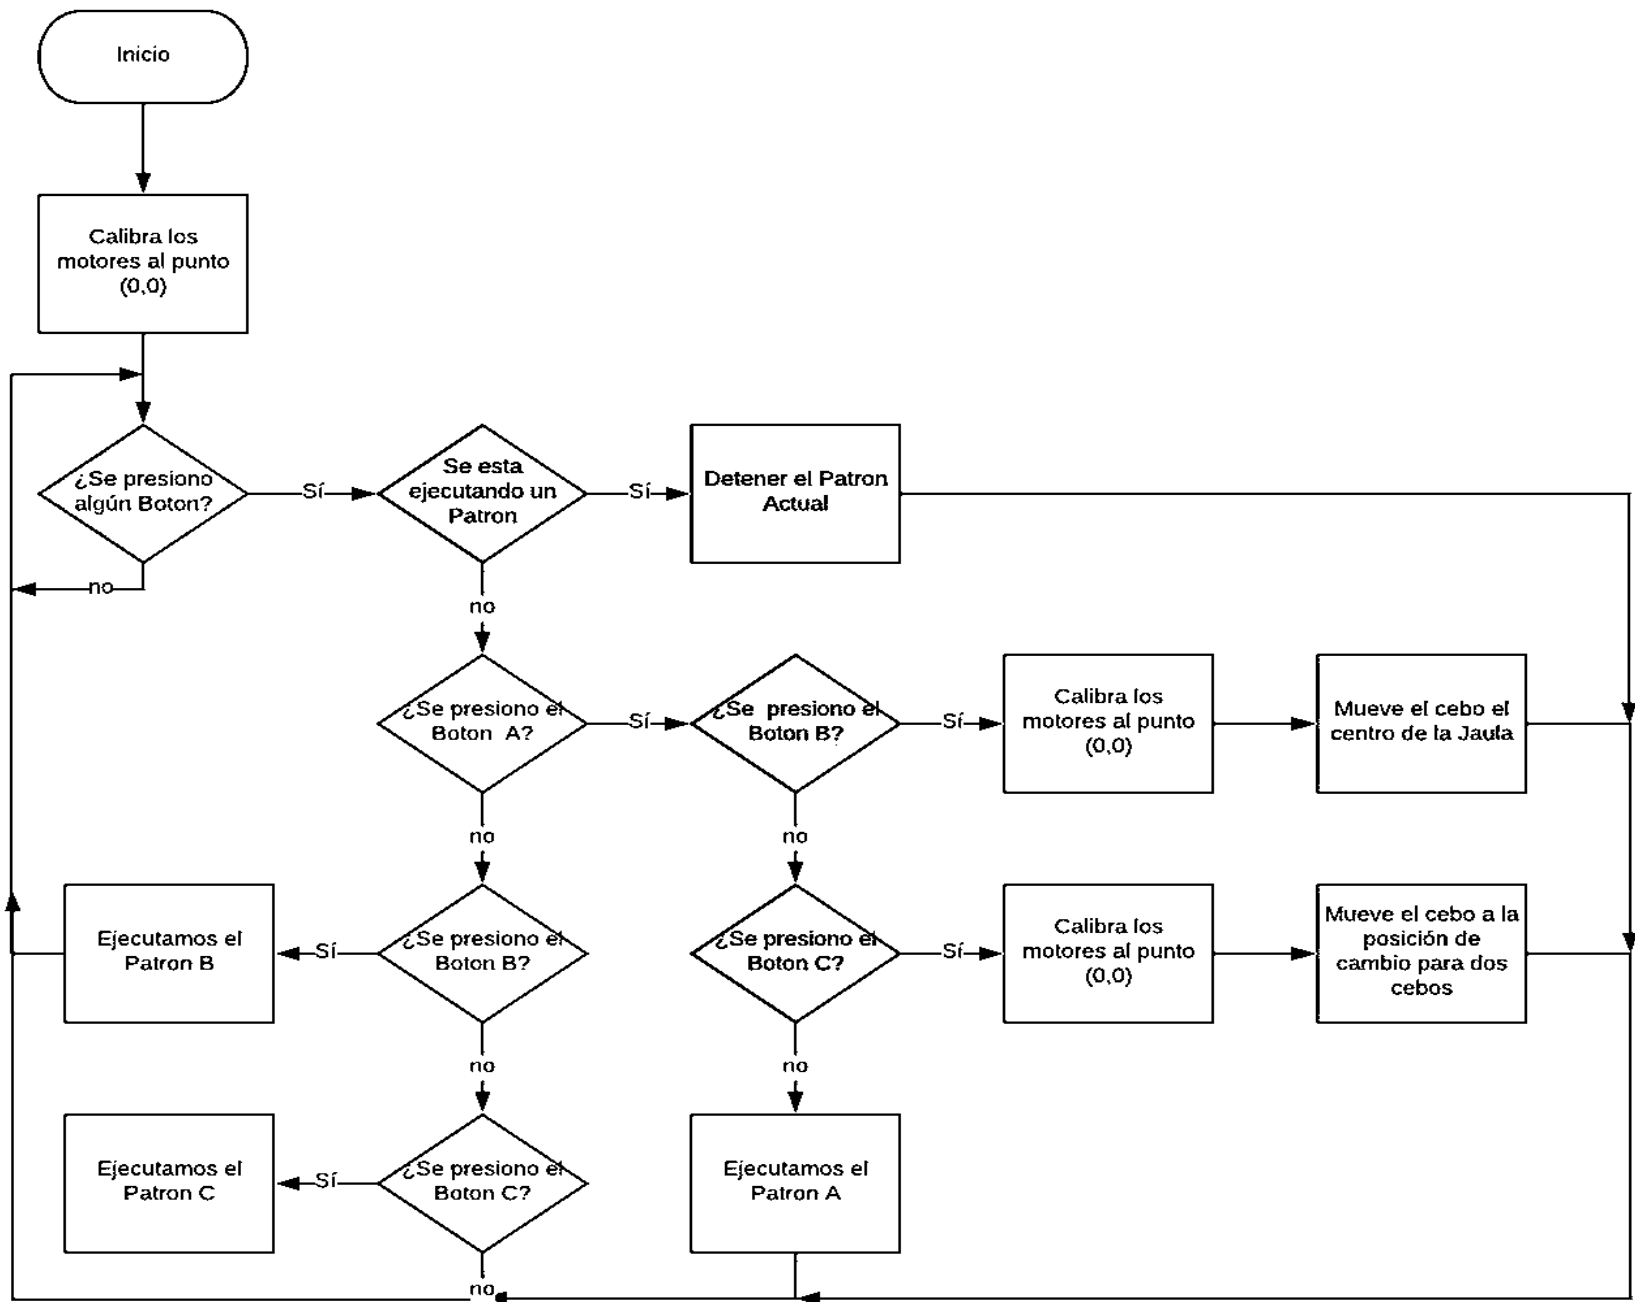 Inicio
Calibra los
motores al punto
(0,0)
¿Se presiono
algún Boton?
Sí
no
Se esta
ejecutando un
Patron
Sí
no
Detener el Patron
Actual
¿Se presiono el
Boton A?
Sí
no
¿Se presiono el
Boton B?
Sí
no
Calibra los
motores al punto
(0,0)
Mueve el cebo el
centro de la Jaula
Ejecutamos el
Patron B
Sí
¿Se presiono el
Boton B?
no
¿Se presiono el
Boton C?
Sí
no
Calibra los
motores al punto
(0,0)
Mueve el cebo a la
posición de
cambio para dos
cebos
Ejecutamos el
Patron C
Sí
¿Se presiono el
Boton C?
no
Ejecutamos el
Patron A